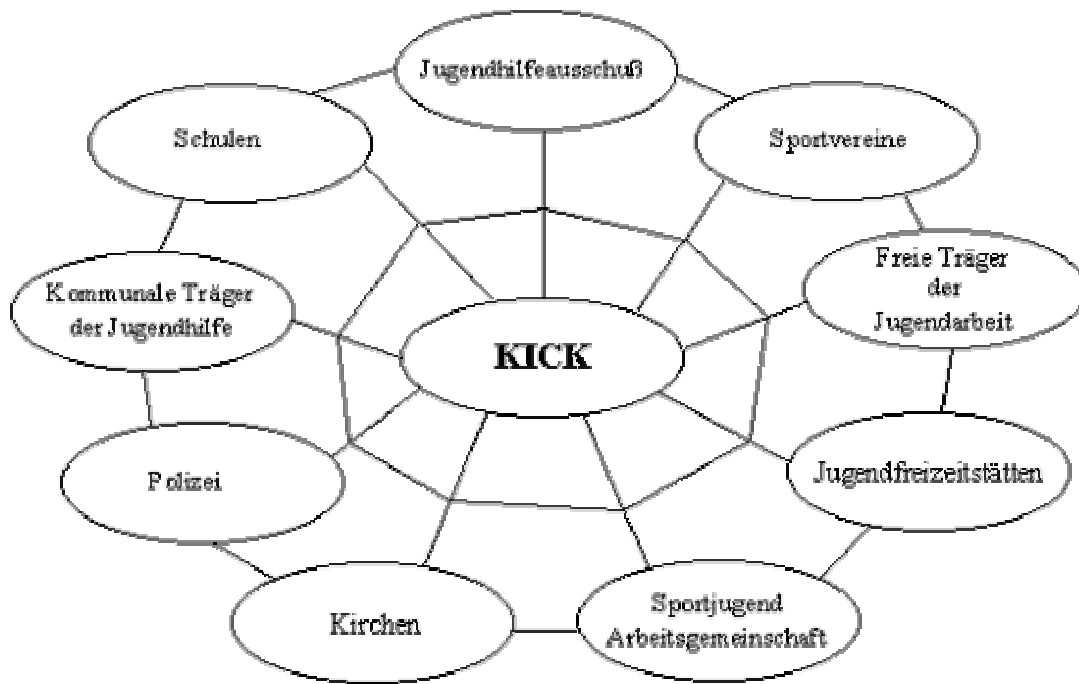 Jugendhilfeausschuß
Schulen
Sportvereine
Kommunale Träger
der Jugendhilfe
Freie Träger
der
Jugendarbeit
KICK
Polizei
Jugendfreizeitstätten
Kirchen
Sportjugend
Arbeitsgemeinschaft